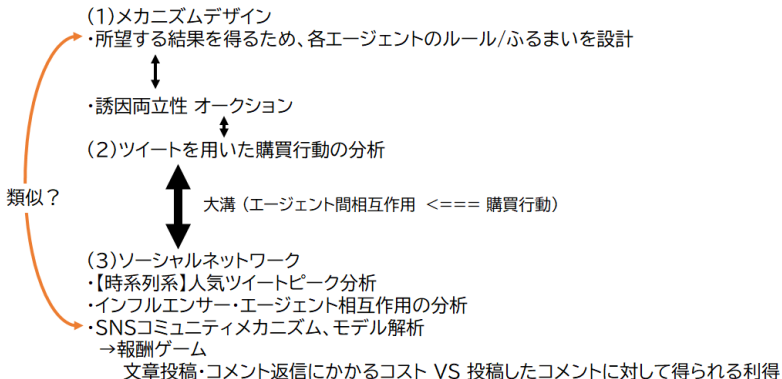 (1)メカニズムデザイン
・所望する結果を得るため、各エージェントのルール/ふるまいを設計
・誘因両立性 オークション
(2)ツイートを用いた購買行動の分析
類似？
大溝 (エージェント間相互作用 <=== 購買行動)
(3)ソーシャルネットワーク
・【時系列系】人気ツイートピーク分析
・インフルエンサー・エージェント相互作用の分析
・SNSコミュニティメカニズム、モデル解析
→報酬ゲーム
文章投稿・コメント返信にかかるコスト VS 投稿したコメントに対して得られる利得